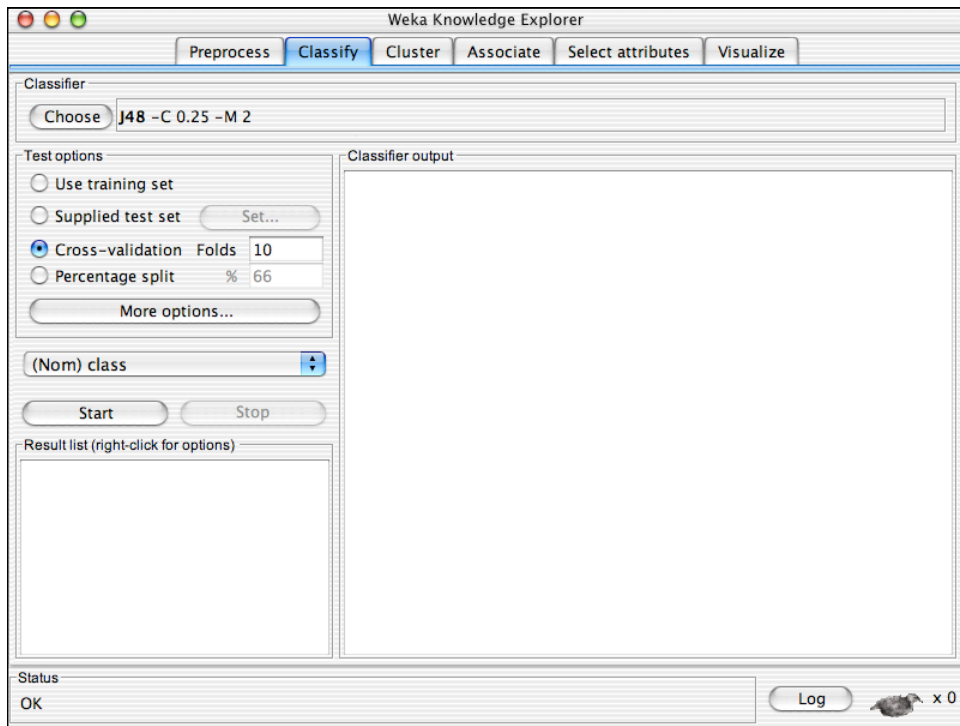 Weka Knowledge Explorer
Preprocess Classify Cluster Associate Select attributes Visualize
Classifier
Choose J48 -C 0.25 -M 2
Test options
Use training set
Supplied test set Set...
Cross-validation Folds 10
Percentage split % 66
More options...
(Nom) class
Start Stop
Result list (right-click for options)
Classifier output
Status
OK
Log x 0